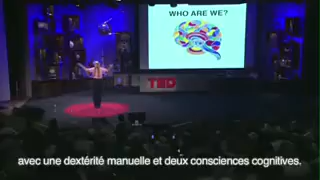 WHO ARE WE?
TED
avec une dextérité manuelle et deux consciences cognitives.